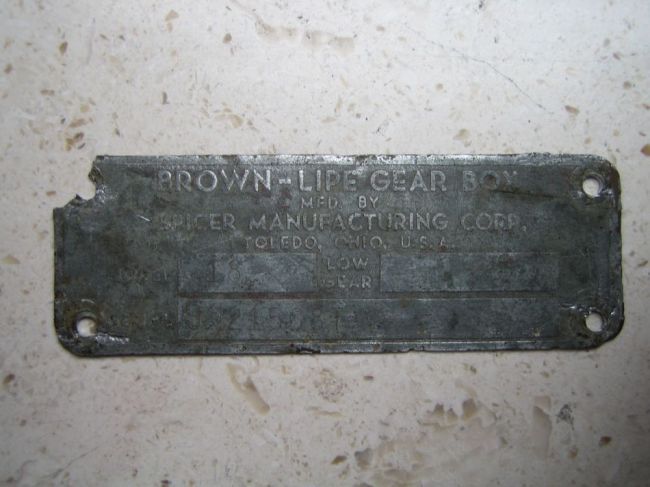 BROWN-LIPE GEAR BOX
MFD. BY
SPICER MANUFACTURING CORP.
TOLEDO, OHIO, U.S.A.
LOW
GEAR